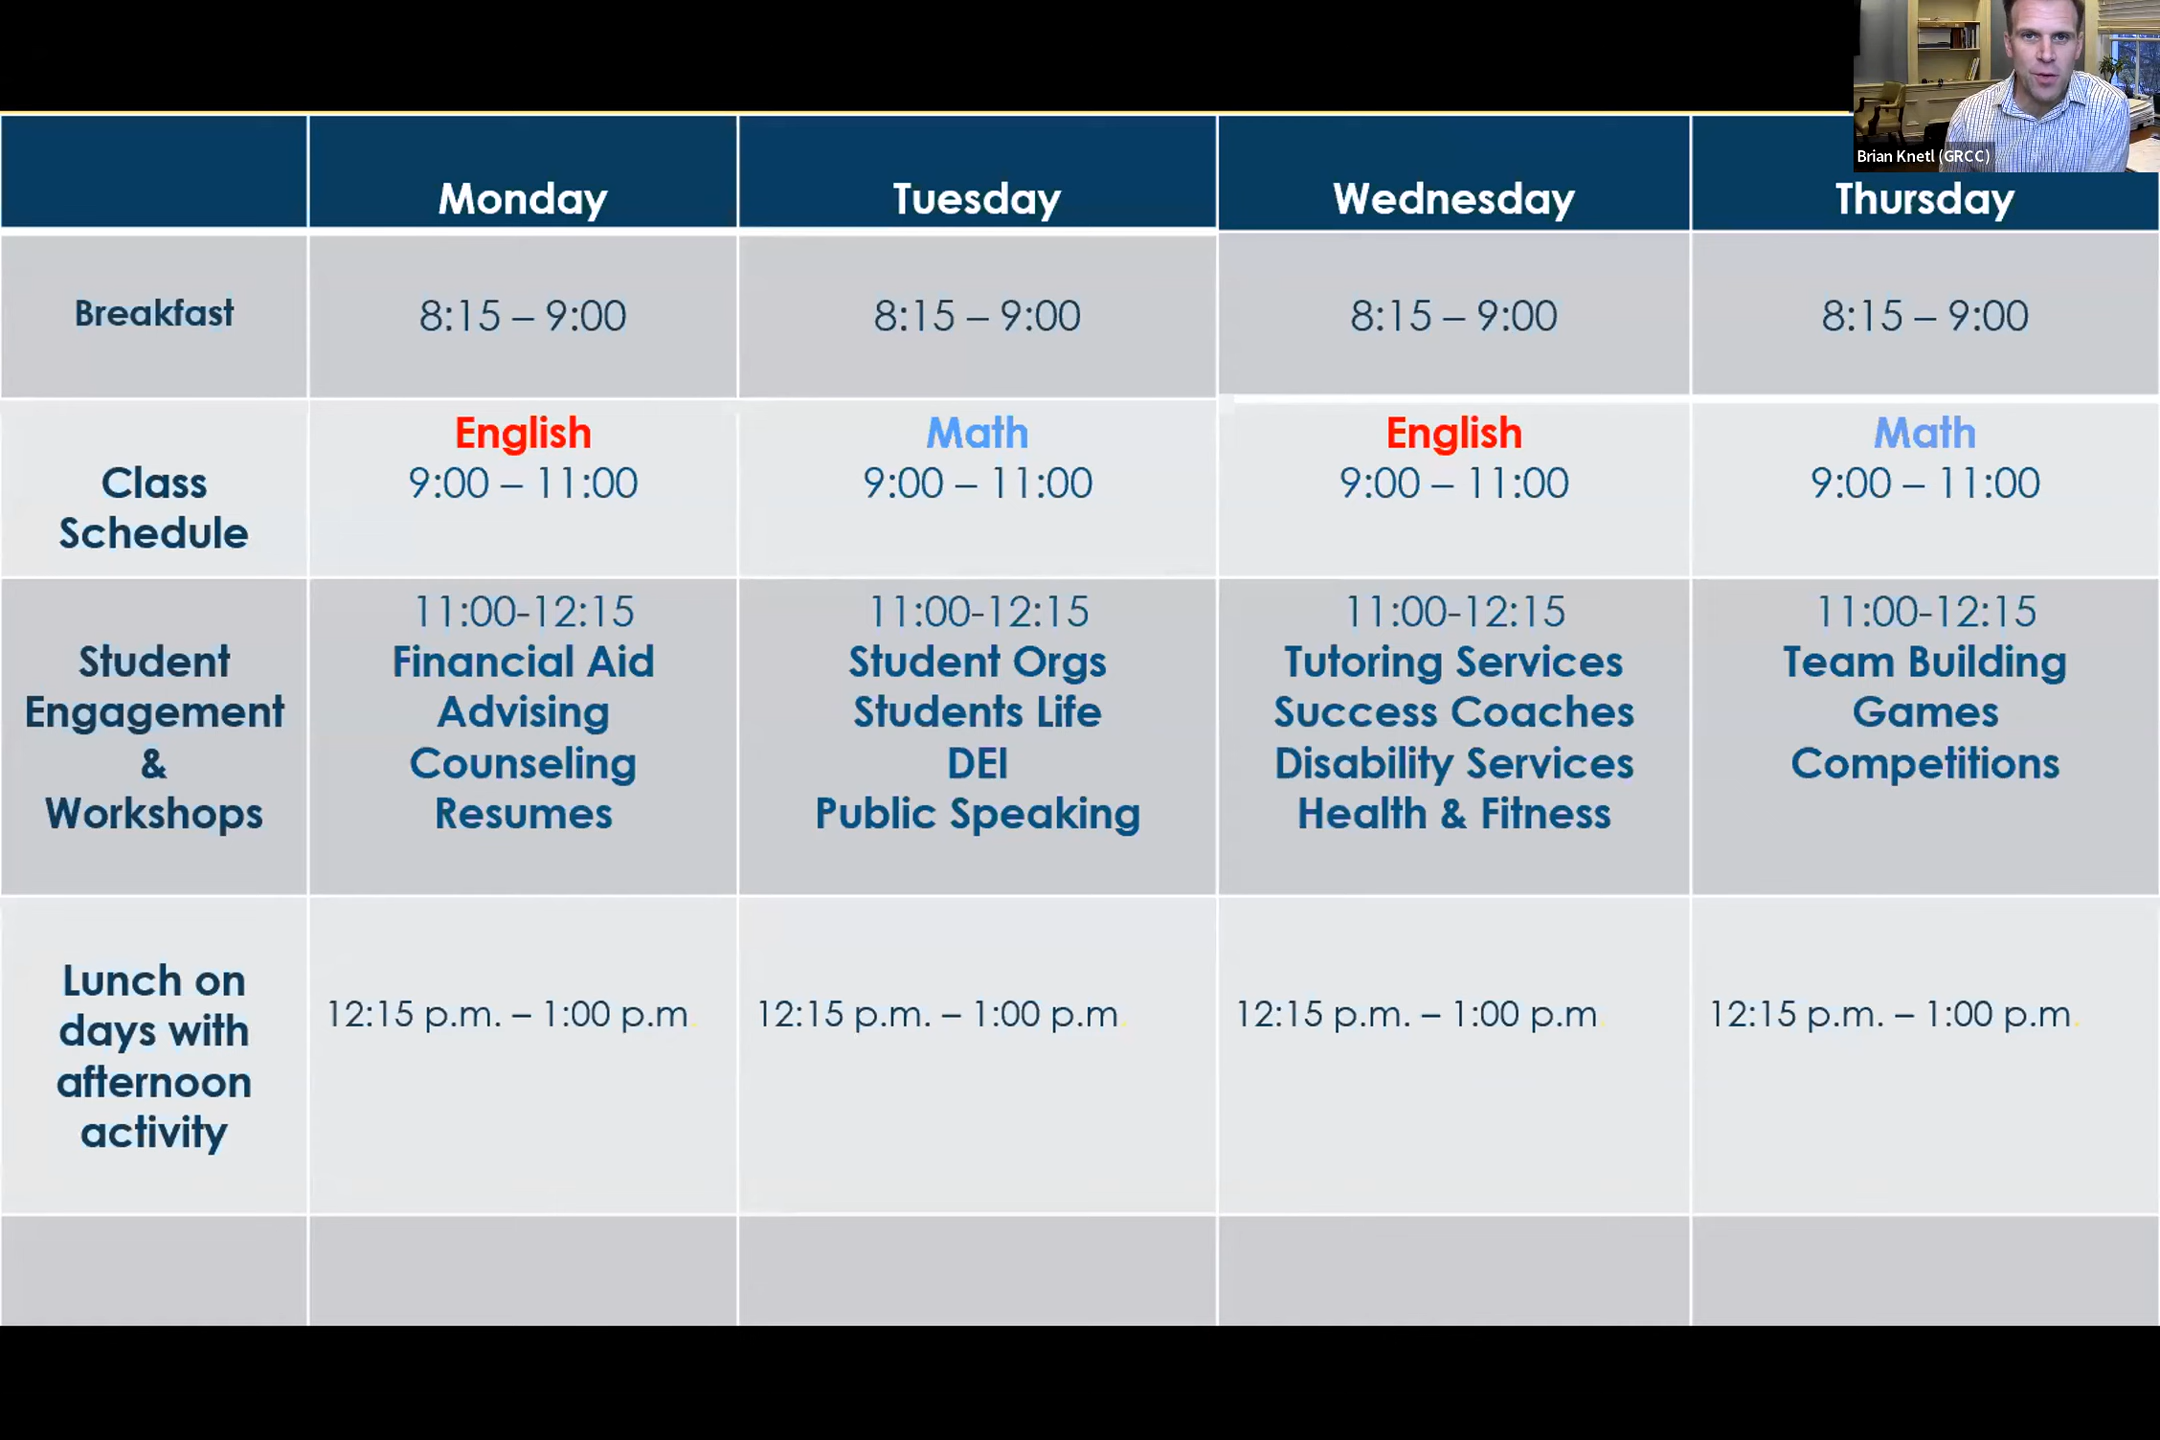 Brian Knetl (GRCC)
Monday Tuesday Wednesday Thursday
Breakfast 8:15 – 9:00 8:15 – 9:00 8:15 – 9:00 8:15 – 9:00
English Math English Math
Class 9:00 – 11:00 9:00 – 11:00 9:00 – 11:00 9:00 – 11:00
Schedule
11:00-12:15 11:00-12:15 11:00-12:15 11:00-12:15
Student Financial Aid Student Orgs Tutoring Services Team Building
Engagement Advising Students Life Success Coaches Games
& Counseling DEI Disability Services Competitions
Workshops Resumes Public Speaking Health & Fitness
Lunch on
days with 12:15 p.m. – 1:00 p.m. 12:15 p.m. – 1:00 p.m. 12:15 p.m. – 1:00 p.m. 12:15 p.m. – 1:00 p.m.
afternoon
activity